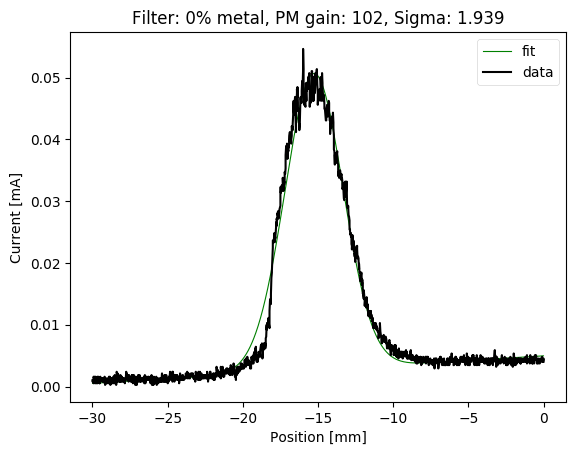 Filter: 0% metal, PM gain: 102, Sigma: 1.939
fit
data
Current [mA]
0.05
0.04
0.03
0.02
0.01
0.00
−30 −25 −20 −15 −10 −5 0
Position [mm]